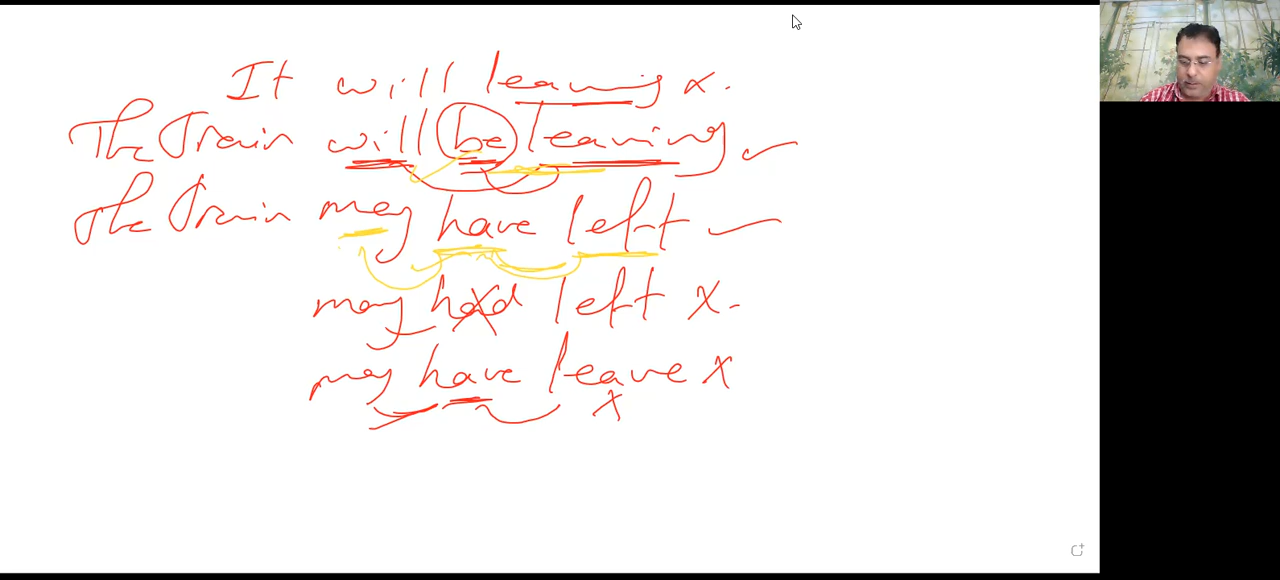 It will leaving x.
The Train will be leaving ✓
The Train may have left ✓
may had left x.
may have leave x
x